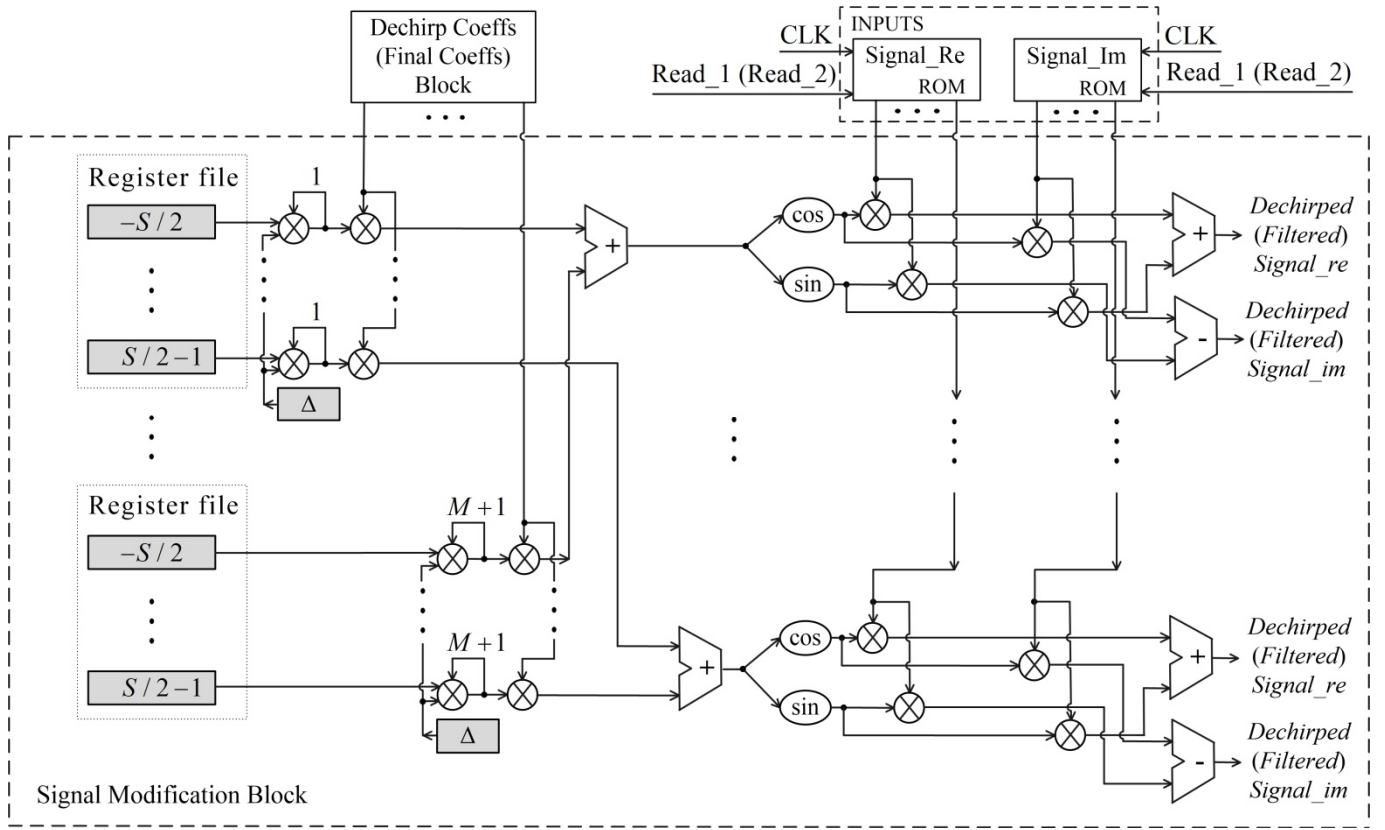 Dechirp Coeffs
(Final Coeffs)
Block
INPUTS
CLK
Signal_Re
ROM
Signal_Im
ROM
CLK
Read_1 (Read_2)
Read_1 (Read_2)
Register file
−S / 2
S / 2−1
1
1
Δ
+
cos
sin
+
-
Dechirped
(Filtered)
Signal_re
Dechirped
(Filtered)
Signal_im
Register file
−S / 2
S / 2−1
M +1
M+1
Δ
+
cos
sin
+
-
Dechirped
(Filtered)
Signal_re
Dechirped
(Filtered)
Signal_im
Signal Modification Block